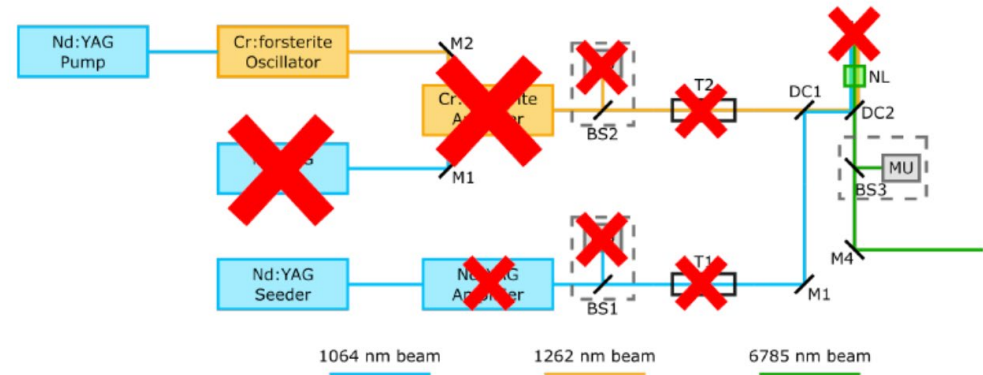 Nd:YAG
Pump
Cr:forsterite
Oscillator
M2
T2
DC1
NL
DC2
BS2
M1
MU
BS3
Nd:YAG
Seeder
BS1
T1
M1
M4
1064 nm beam
1262 nm beam
6785 nm beam